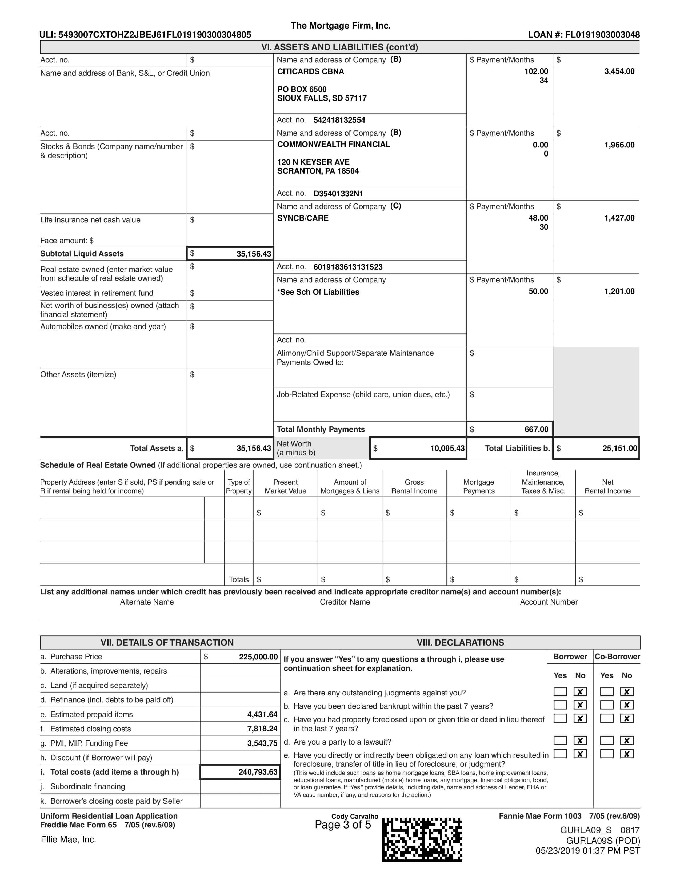 The Mortgage Firm, Inc.
ULI: 5493007CXTOHZ2JBEJ61FL019190300304805 LOAN #: FL0191903003048
VI. ASSETS AND LIABILITIES (cont'd)
Acct. no. $ Name and address of Company (B) $ Payment/Months $
Name and address of Bank, S&L, or Credit Union CITICARDS CBNA 102.00 3,454.00
34
PO BOX 6500
SIOUX FALLS, SD 57117
Acct. no. 542418132554
Acct. no. $ Name and address of Company (B) $ Payment/Months $
Stocks & Bonds (Company name/number $ COMMONWEALTH FINANCIAL 0.00 1,966.00
& description) 0
120 N KEYSER AVE
SCRANTON, PA 18504
Acct. no. D35401332N1
Name and address of Company (C) $ Payment/Months $
Life insurance net cash value $ SYNCB/CARE 48.00 1,427.00
30
Face amount: $
Subtotal Liquid Assets $ 35,156.43
Real estate owned (enter market value $ Acct. no. 6019183613131523
from schedule of real estate owned) Name and address of Company $ Payment/Months $
Vested interest in retirement fund $ *See Sch Of Liabilities 50.00 1,201.00
Net worth of business(es) owned (attach $
financial statement)
Automobiles owned (make and year) $
Acct. no.
Alimony/Child Support/Separate Maintenance $
Payments Owed to:
Other Assets (itemize) $
Job-Related Expense (child care, union dues, etc.) $
Total Monthly Payments $ 667.00
Total Assets a. $ 35,156.43 Net Worth $ 10,005.43 Total Liabilities b. $ 25,151.00
(a minus b)
Schedule of Real Estate Owned (If additional properties are owned, use continuation sheet.)
Property Address (enter S if sold, PS if pending sale or R if rental being held for income) Type of Property Present Market Value Amount of Mortgages & Liens Gross Rental Income Mortgage Payments Insurance, Maintenance, Taxes & Misc. Net Rental Income
$ $ $ $ $ $
Totals $ $ $ $ $ $
List any additional names under which credit has previously been received and indicate appropriate creditor name(s) and account number(s):
Alternate Name Creditor Name Account Number
VII. DETAILS OF TRANSACTION
a. Purchase Price $ 225,000.00
b. Alterations, improvements, repairs
c. Land (if acquired separately)
d. Refinance (incl. debts to be paid off)
e. Estimated prepaid items 4,431.64
f. Estimated closing costs 7,818.24
g. PMI, MIP, Funding Fee 3,543.75
h. Discount (if Borrower will pay)
i. Total costs (add items a through h) 240,793.63
j. Subordinate financing
k. Borrower's closing costs paid by Seller
VIII. DECLARATIONS
If you answer "Yes" to any questions a through i, please use Borrower Co-Borrower
continuation sheet for explanation. Yes No Yes No
a. Are there any outstanding judgments against you? X X
b. Have you been declared bankrupt within the past 7 years? X X
c. Have you had property foreclosed upon or given title or deed in lieu thereof X X
in the last 7 years?
d. Are you a party to a lawsuit? X X
e. Have you directly or indirectly been obligated on any loan which resulted in X X
foreclosure, transfer of title in lieu of foreclosure, or judgment?
(This would include such loans as home mortgage loans, SBA loans, home improvement loans,
educational loans, manufactured (mobile) home loans, any mortgage, financial obligation, bond,
or loan guarantee. If "Yes" provide details, including date, name and address of Lender, FHA or
VA case number, if any, and reasons for the action.)
Uniform Residential Loan Application Cody Carvalho Fannie Mae Form 1003 7/05 (rev.6/09)
Freddie Mac Form 65 7/05 (rev.6/09) Page 3 of 5
GURLA09_S 0817
Ellie Mae, Inc. GURLA09S (POD)
05/23/2019 01:37 PM PST